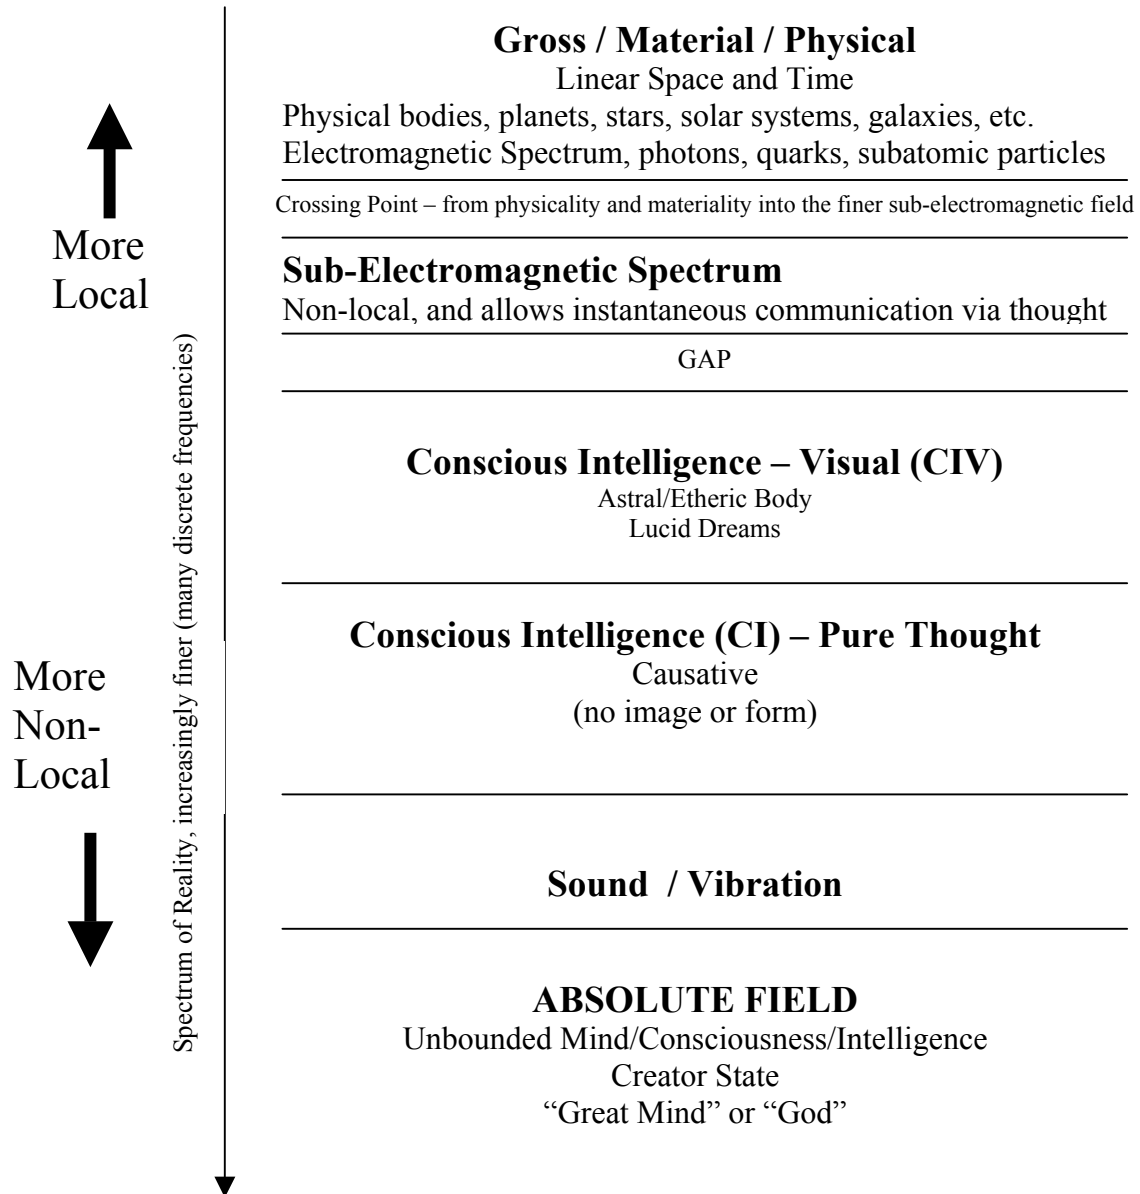 Gross / Material / Physical
Linear Space and Time
Physical bodies, planets, stars, solar systems, galaxies, etc.
Electromagnetic Spectrum, photons, quarks, subatomic particles
Crossing Point – from physicality and materiality into the finer sub-electromagnetic field
More
Local
Sub-Electromagnetic Spectrum
Non-local, and allows instantaneous communication via thought
GAP
Spectrum of Reality, increasingly finer (many discrete frequencies)
Conscious Intelligence – Visual (CIV)
Astral/Etheric Body
Lucid Dreams
Conscious Intelligence (CI) – Pure Thought
Causative
(no image or form)
More
Non-
Local
Sound / Vibration
ABSOLUTE FIELD
Unbounded Mind/Consciousness/Intelligence
Creator State
“Great Mind” or “God”